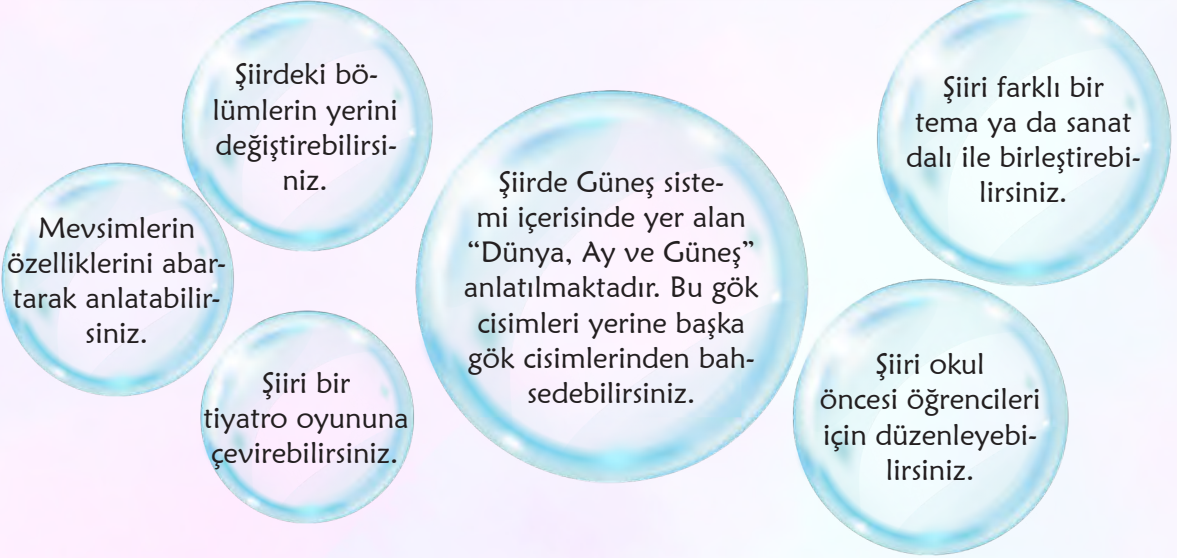 Şiirdeki bö-
lümlerin yerini
değiştirebilirsi-
niz.
Mevsimlerin
özelliklerini abar-
tarak anlatabilir-
siniz.
Şiiri bir
tiyatro oyununa
çevirebilirsiniz.
Şiirde Güneş siste-
mi içerisinde yer alan
“Dünya, Ay ve Güneş”
anlatılmaktadır. Bu gök
cisimleri yerine başka
gök cisimlerinden bah-
sedebilirsiniz.
Şiiri farklı bir
tema ya da sanat
dalı ile birleştirebi-
lirsiniz.
Şiiri okul
öncesi öğrencileri
için düzenleyebi-
lirsiniz.